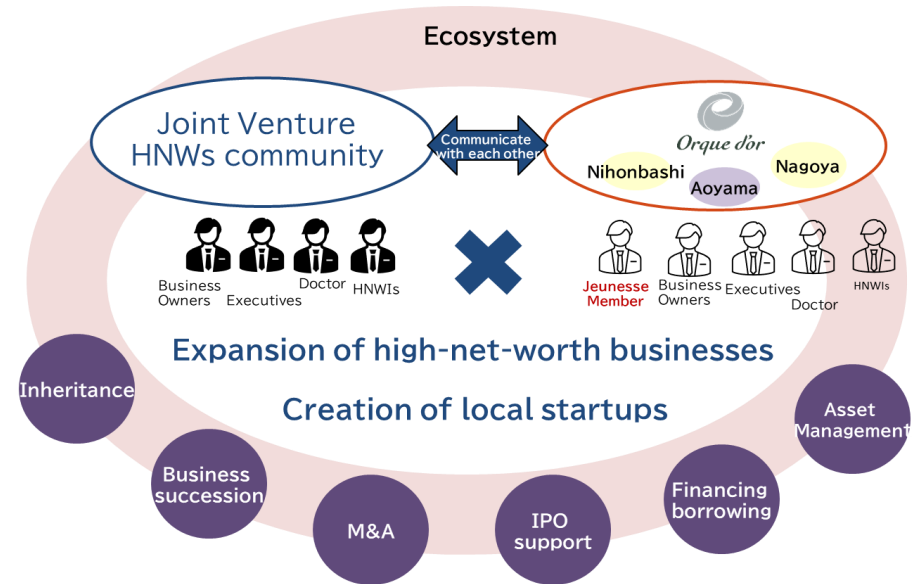 Ecosystem
Joint Venture
HNWs community
Communicate
with each other
Orque d'or
Nihonbashi
Aoyama
Nagoya
Business
Owners
Executives
Doctor
HNWIs
Jeunesse
Member
Business
Owners
Executives
Doctor
HNWIs
Expansion of high-net-worth businesses
Creation of local startups
Inheritance
Business
succession
M&A
IPO
support
Financing
borrowing
Asset
Management